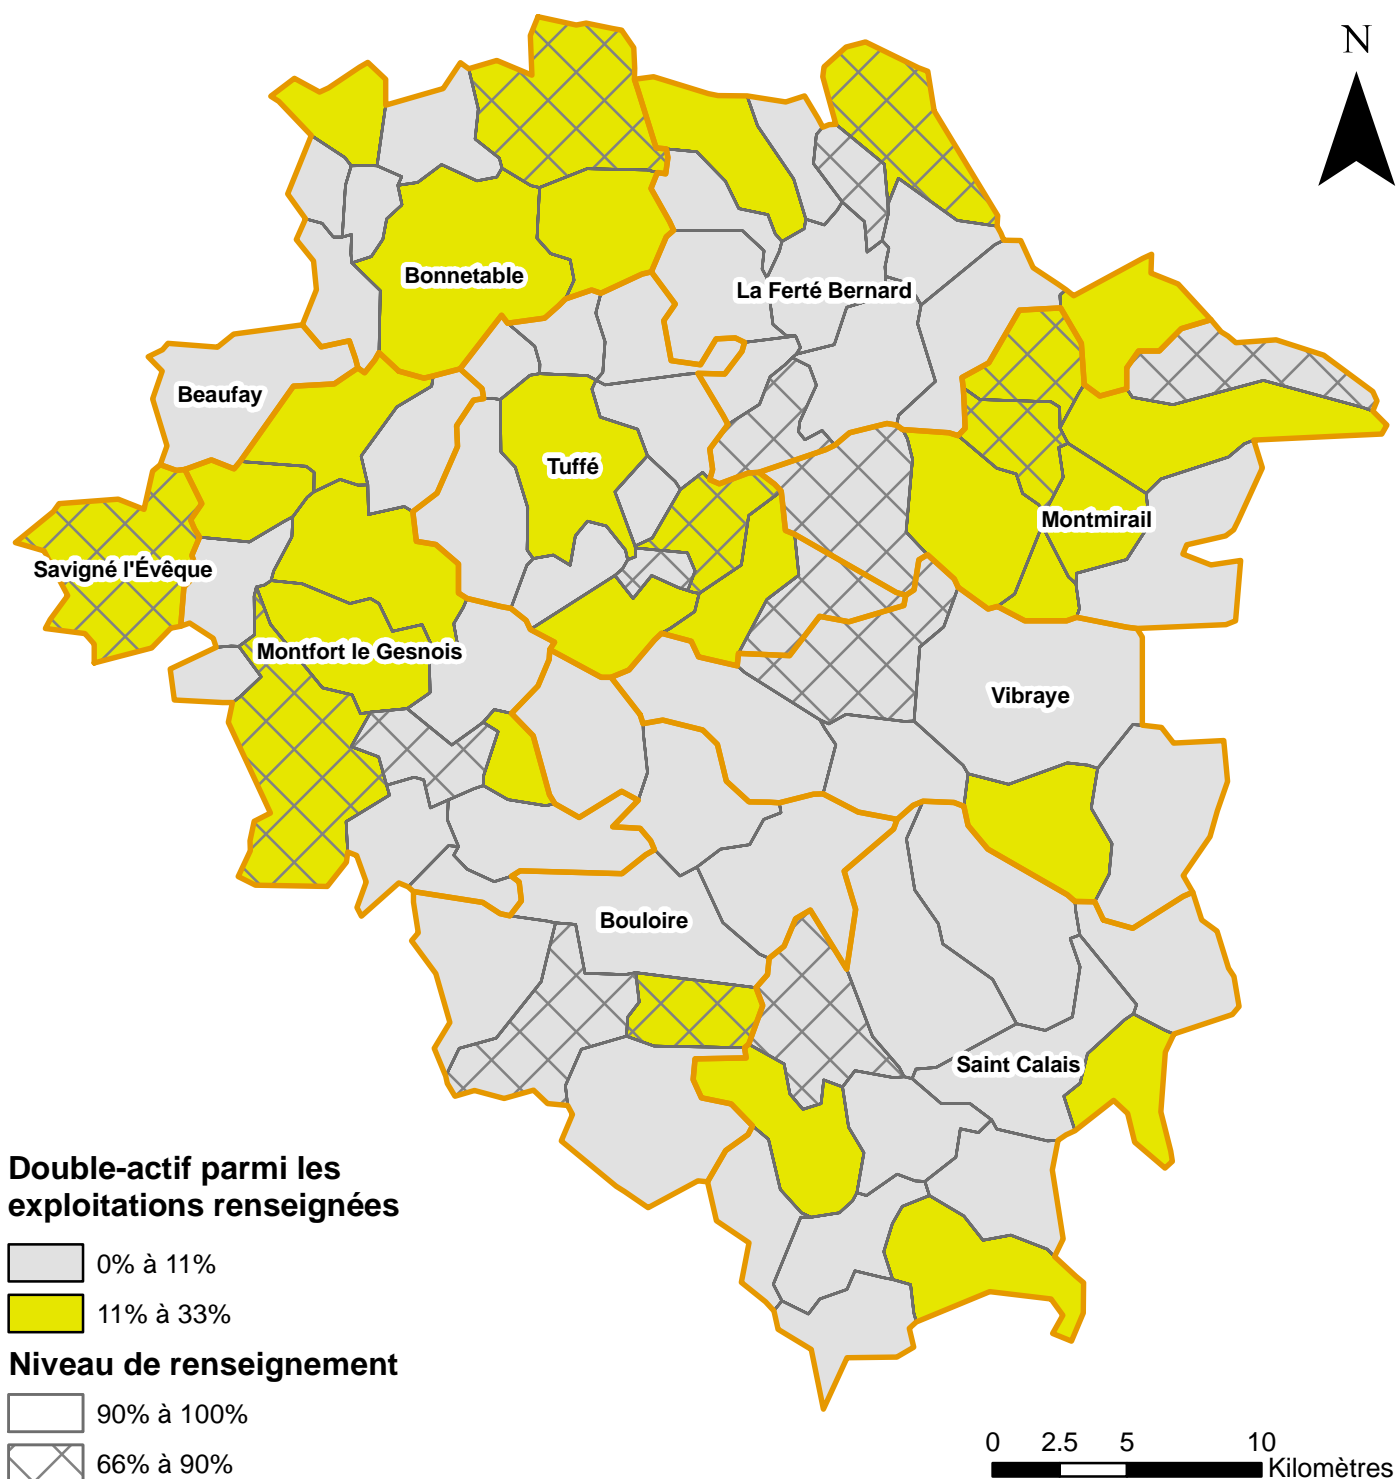 N
Bonnetable
La Ferté Bernard
Beaufay
Tuffé
Montmirail
Savigné l'Évêque
Montfort le Gesnois
Vibraye
Bouloire
Saint Calais
Double-actif parmi les
exploitations renseignées
0% à 11%
11% à 33%
Niveau de renseignement
90% à 100%
66% à 90%
0 2.5 5 10
Kilomètres